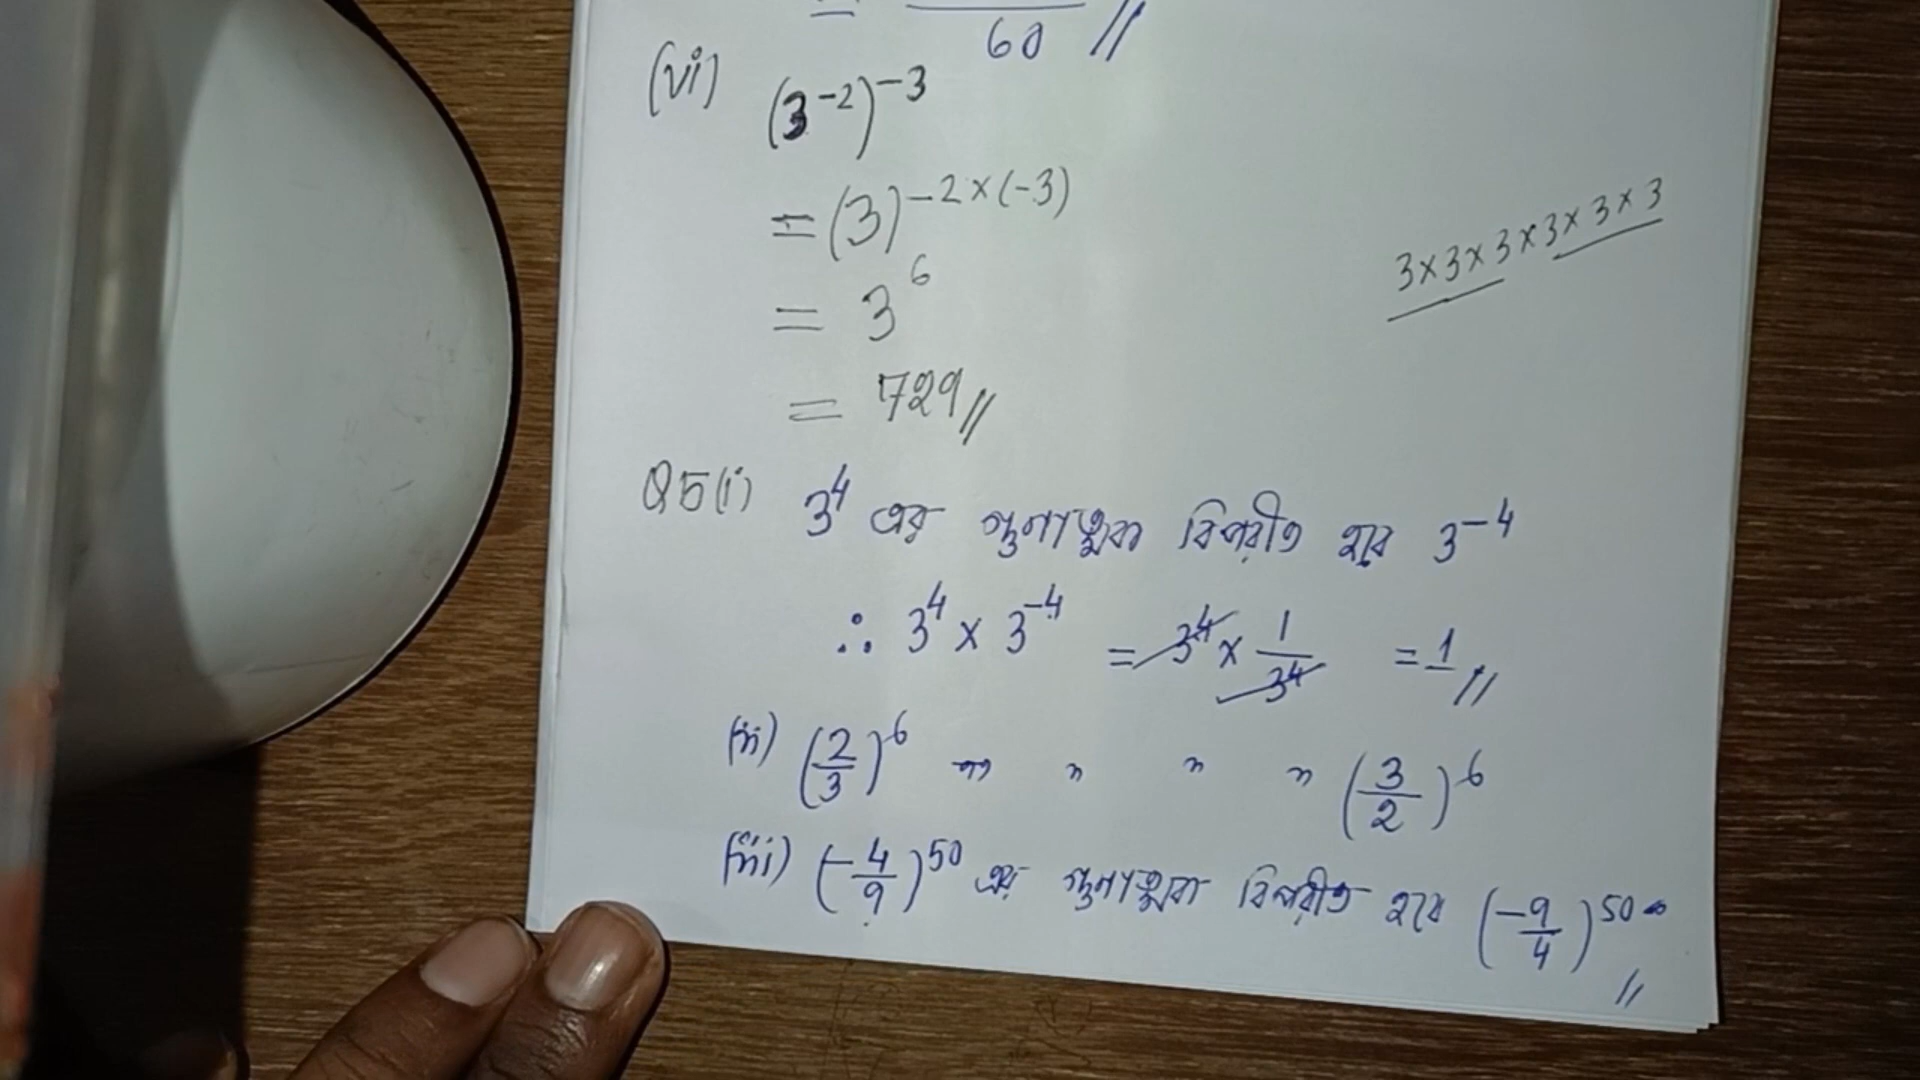 = ‾‾‾/60 //
(vi) (3⁻²)⁻³
= (3)^{-2×(-3)}
= 3⁶
3×3×3×3×3×3
= 729 //
Q5(i) 3⁴ এর গুণাত্মক বিপরীত হবে 3⁻⁴
∴ 3⁴ × 3⁻⁴ = 3⁴ × 1/3⁴ = 1 //
(ii) (2/3)⁶ " " " " (3/2)⁶
(iii) (-4/9)⁵⁰ এর গুণাত্মক বিপরীত হবে (-9/4)⁵⁰ //